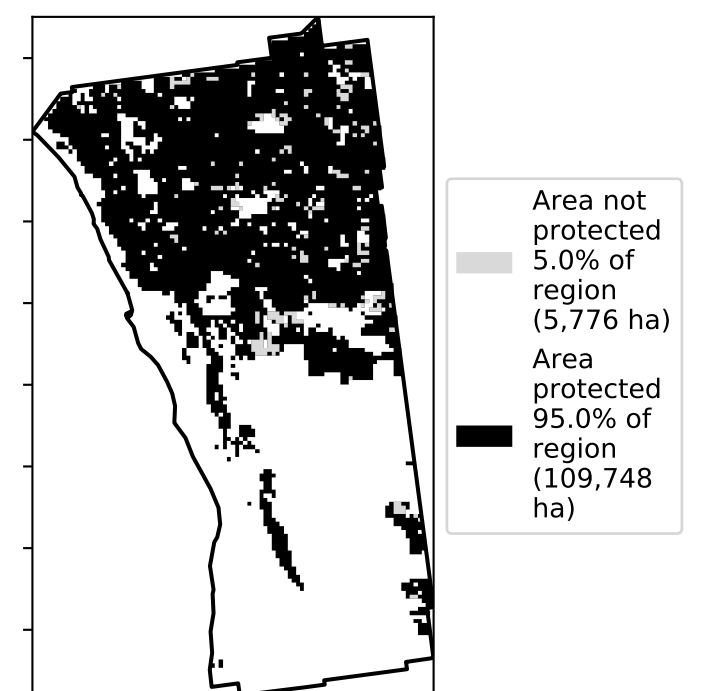 Area not
protected
5.0% of
region
(5,776 ha)
Area
protected
95.0% of
region
(109,748
ha)